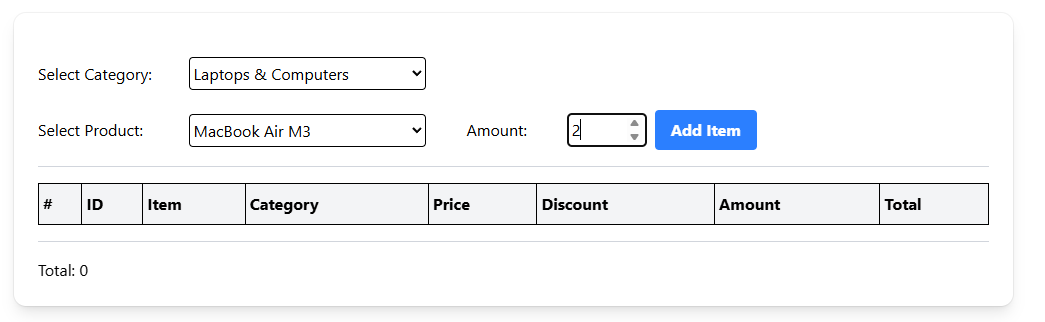 Select Category: Laptops & Computers
Select Product: MacBook Air M3 Amount: 2 Add Item
# ID Item Category Price Discount Amount Total
Total: 0